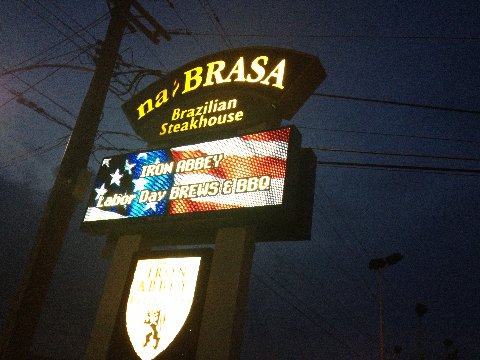 na BRASA
Brazilian
Steakhouse
IRON ABBEY
Labor Day BREWS & BBQ
IRON
ABBEY